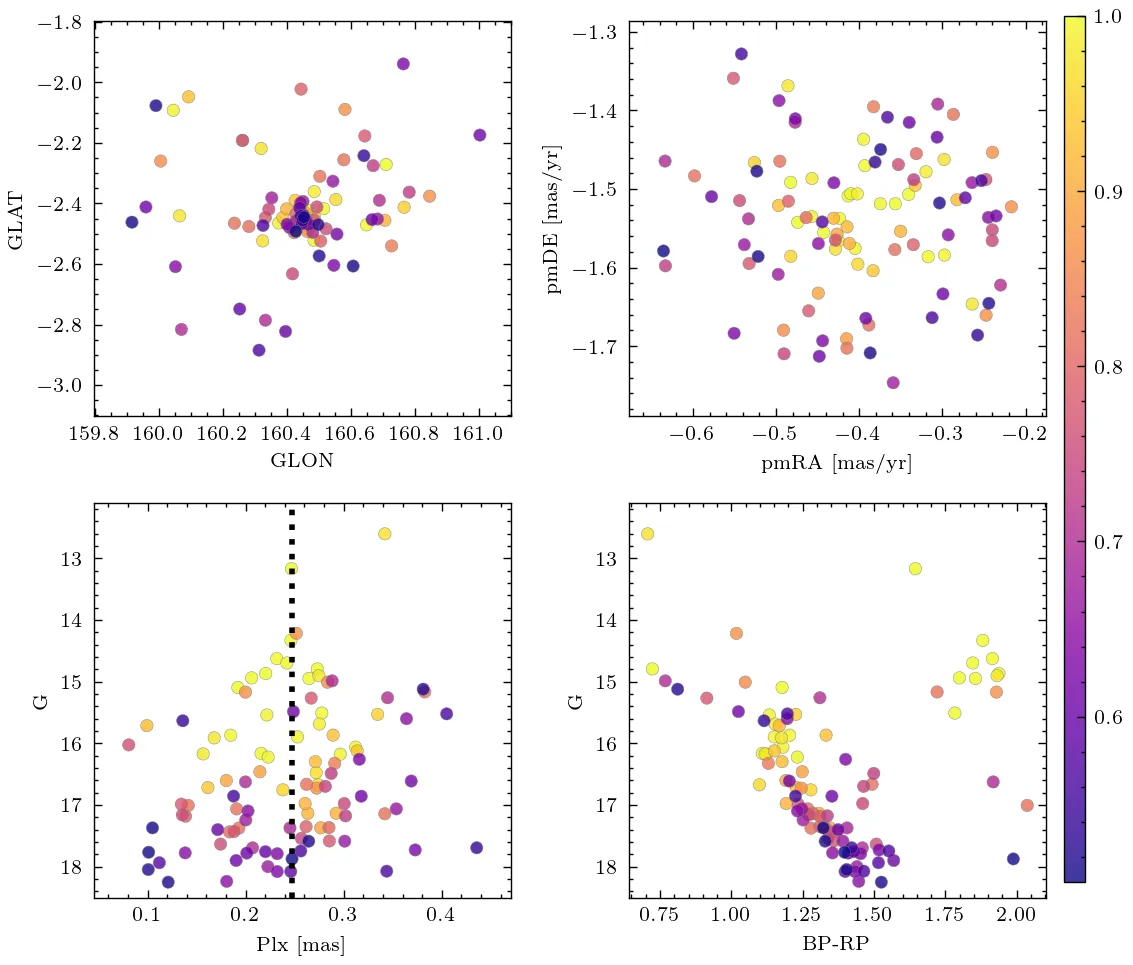 −1.8
−2.0
−2.2
−2.4
−2.6
−2.8
−3.0
GLAT
159.8 160.0 160.2 160.4 160.6 160.8 161.0
GLON
−1.3
−1.4
−1.5
−1.6
−1.7
pmDE [mas/yr]
−0.6 −0.5 −0.4 −0.3 −0.2
pmRA [mas/yr]
1.0
0.9
0.8
0.7
0.6
13
14
15
16
17
18
G
0.1 0.2 0.3 0.4
Plx [mas]
13
14
15
16
17
18
G
0.75 1.00 1.25 1.50 1.75 2.00
BP-RP